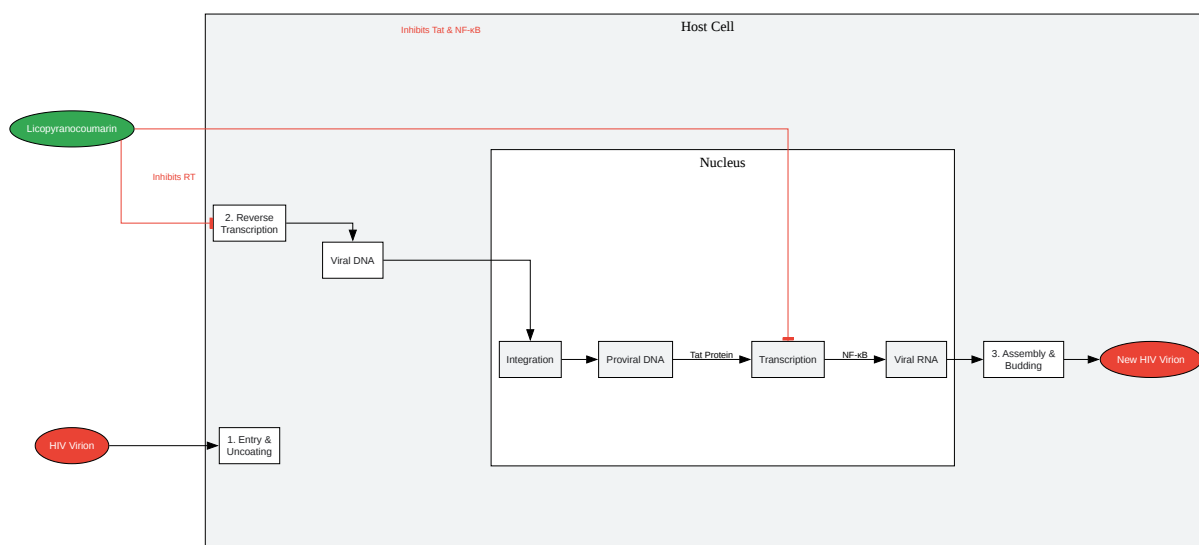 Host Cell
Inhibits Tat & NF-κB
Licopyranocoumarin
Nucleus
Inhibits RT
2. Reverse
Transcription
Viral DNA
Integration
Proviral DNA
Tat Protein
Transcription
NF-κB
Viral RNA
3. Assembly &
Budding
New HIV Virion
HIV Virion
1. Entry &
Uncoating